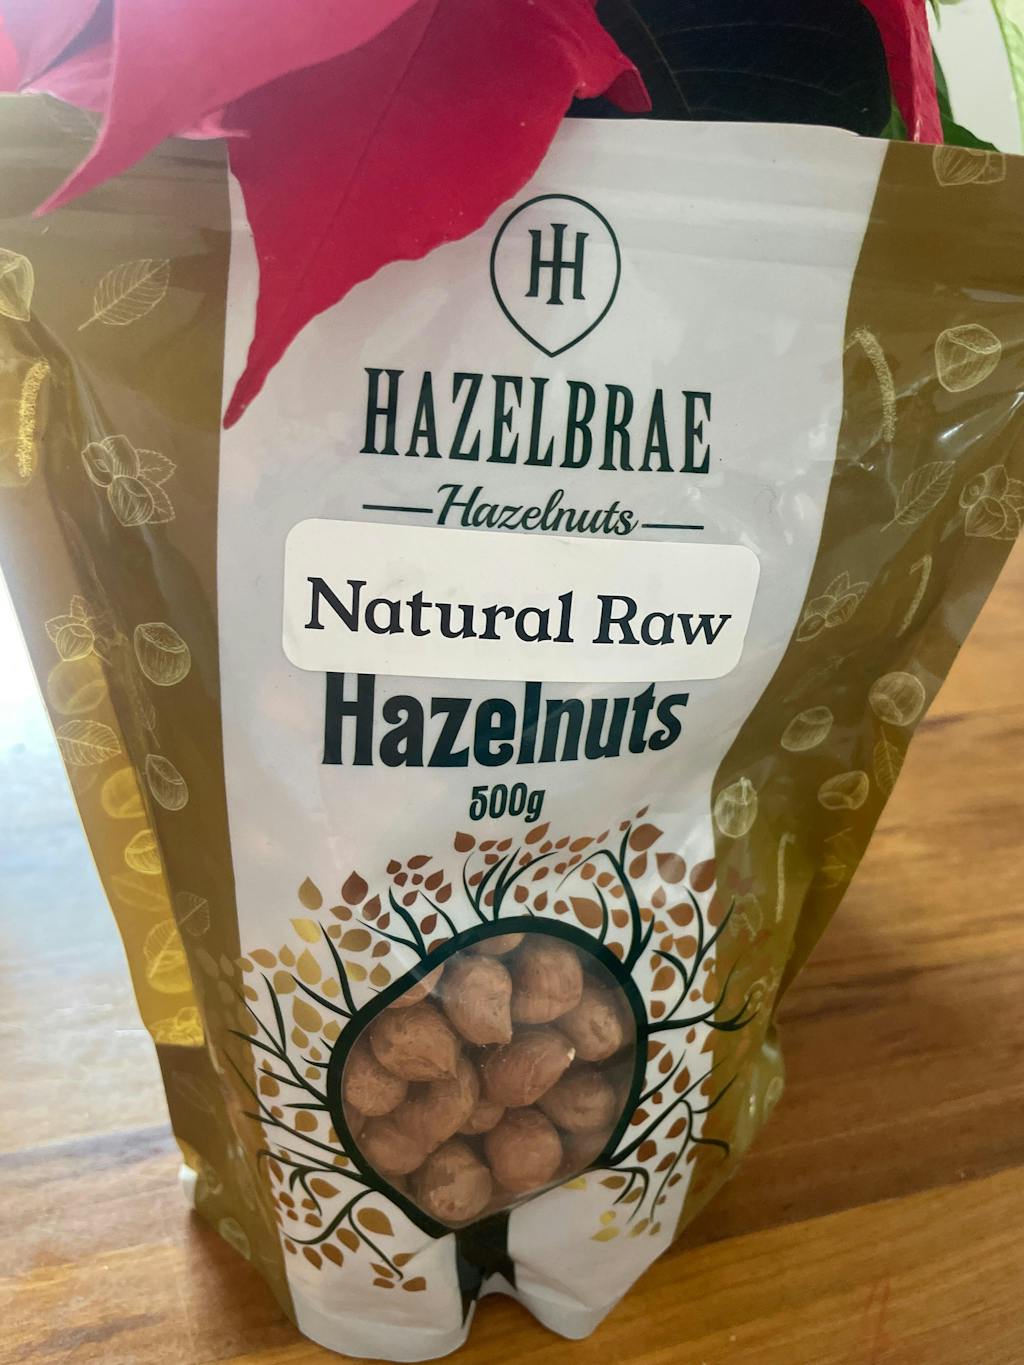 HH
HAZELBRAE
Hazelnuts
Natural Raw
Hazelnuts
500g